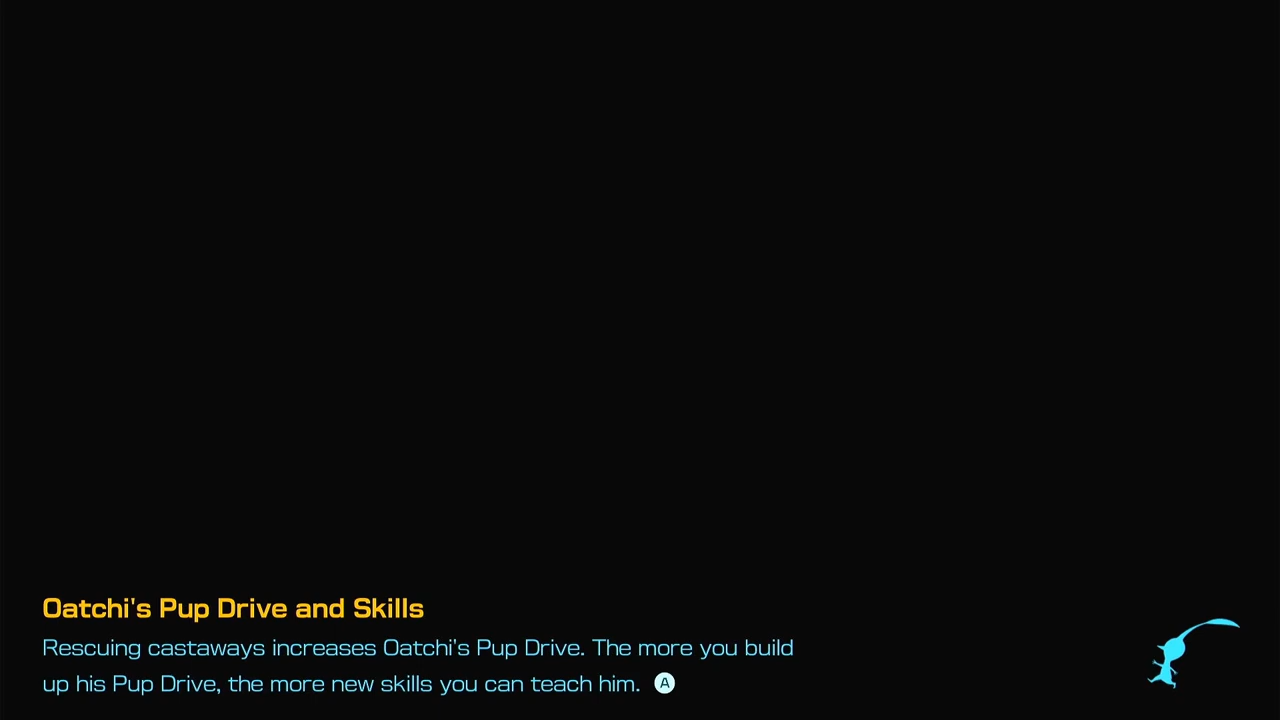 Oatchi's Pup Drive and Skills
Rescuing castaways increases Oatchi's Pup Drive. The more you build
up his Pup Drive, the more new skills you can teach him. A